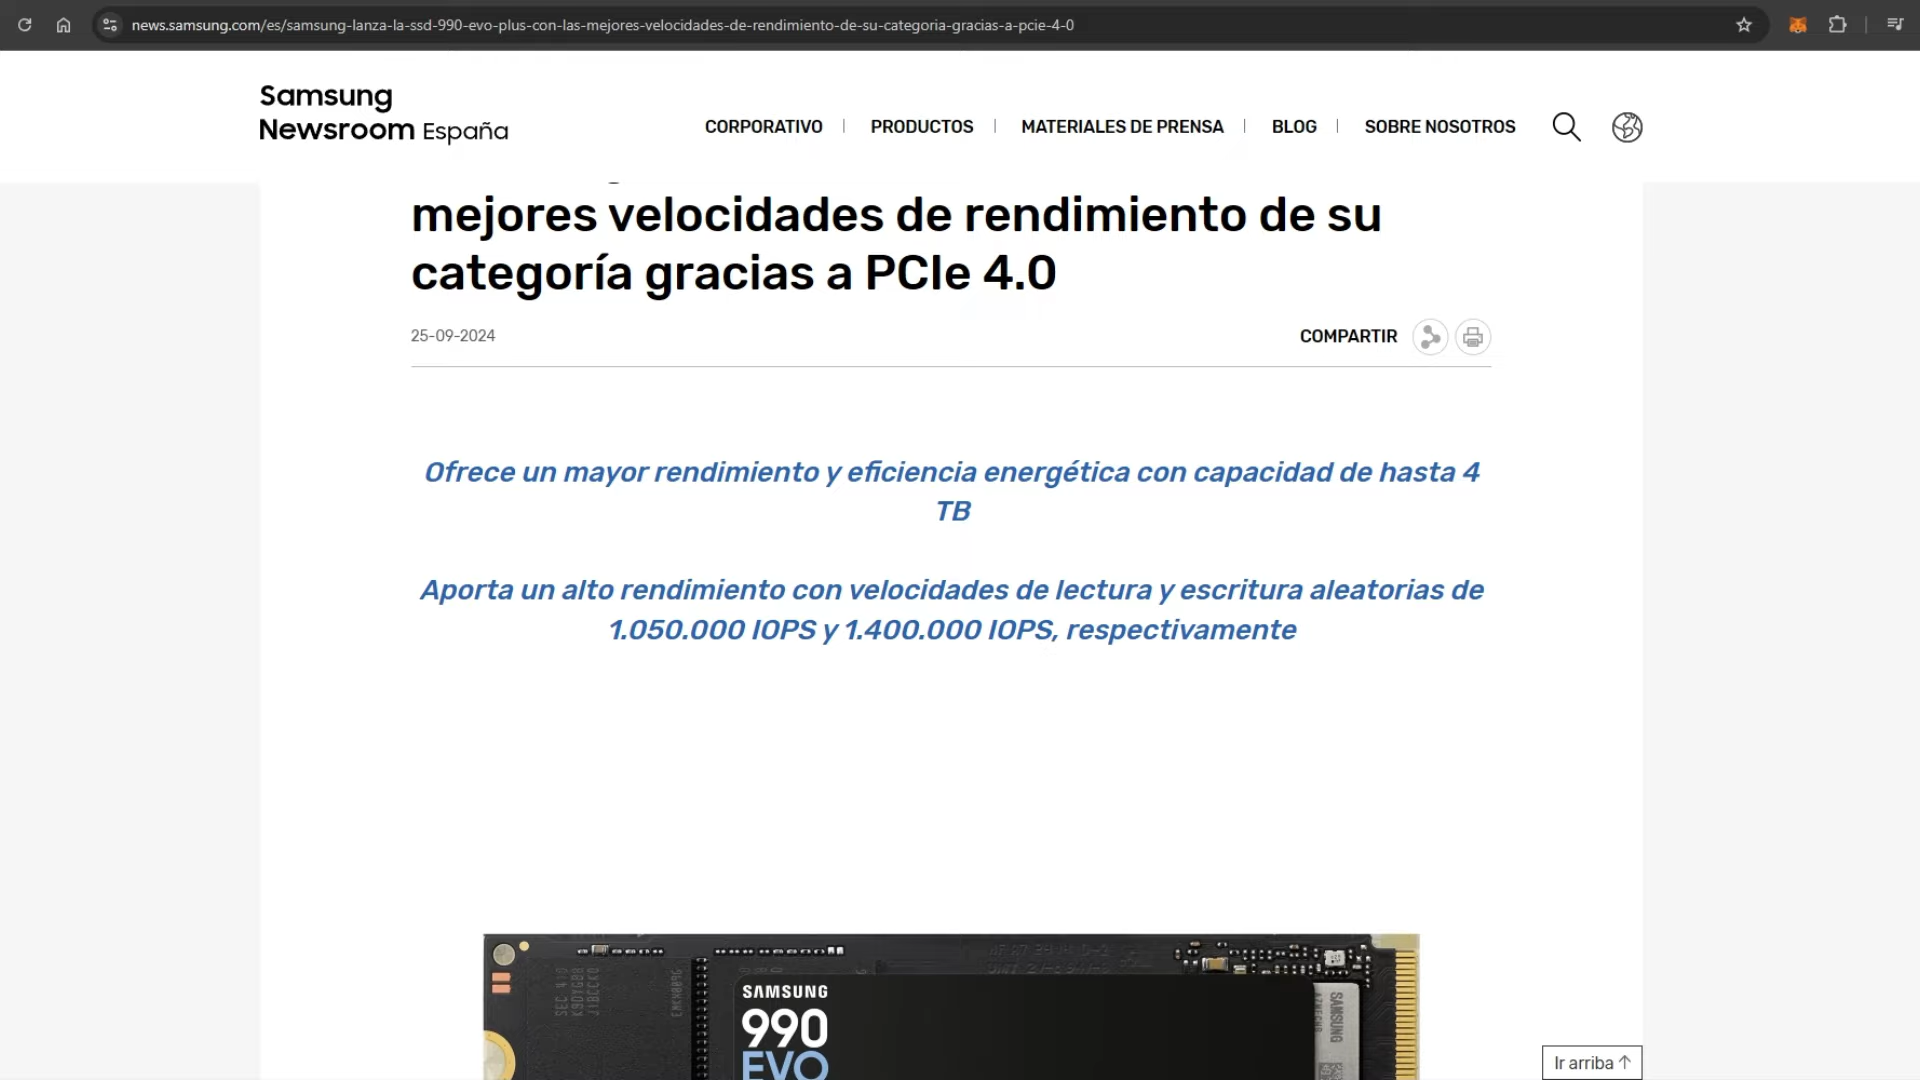 news.samsung.com/es/samsung-lanza-la-ssd-990-evo-plus-con-las-mejores-velocidades-de-rendimiento-de-su-categoria-gracias-a-pcie-4-0
Samsung
Newsroom España
CORPORATIVO
PRODUCTOS
MATERIALES DE PRENSA
BLOG
SOBRE NOSOTROS
mejores velocidades de rendimiento de su
categoría gracias a PCIe 4.0
25-09-2024
COMPARTIR
Ofrece un mayor rendimiento y eficiencia energética con capacidad de hasta 4
TB
Aporta un alto rendimiento con velocidades de lectura y escritura aleatorias de
1.050.000 IOPS y 1.400.000 IOPS, respectivamente
SAMSUNG
990
EVO
SAMSUNG
Ir arriba ↑